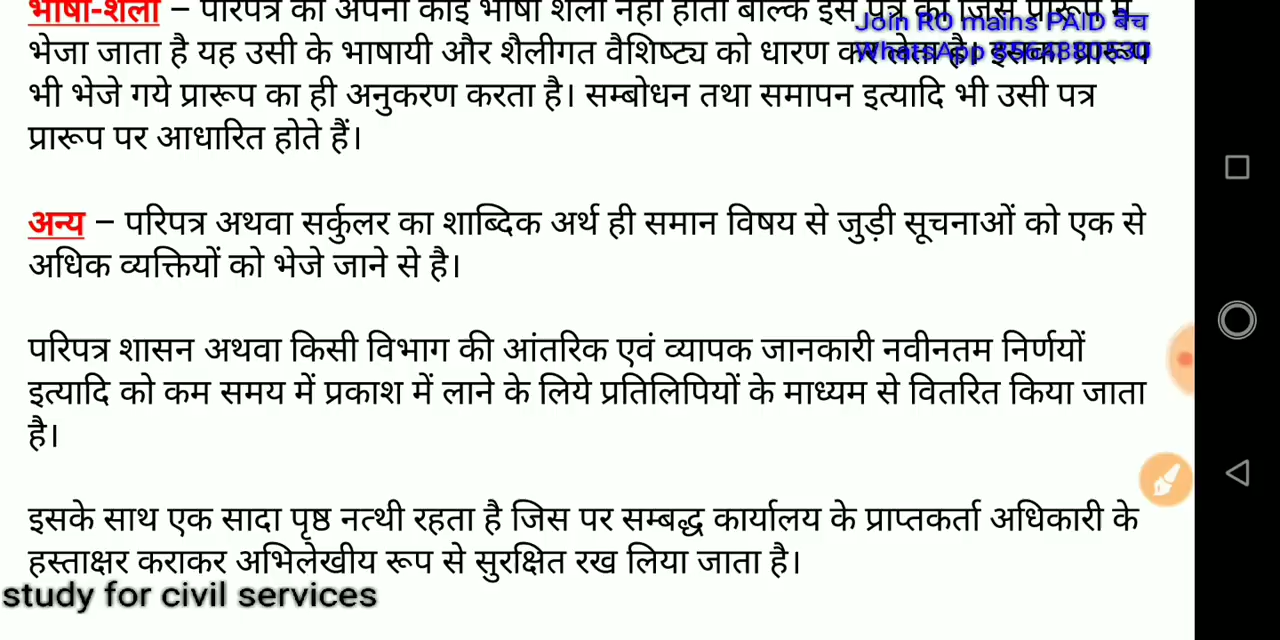 भाषा-शैली – परिपत्र की अपनी कोई भाषा शैली नहीं होती बल्कि इस पत्र को जिस प्रारूप में
Join RO mains PAID बैच
भेजा जाता है यह उसी के भाषायी और शैलीगत वैशिष्ट्य को धारण कर लेता है। इसका प्रारूप
WhatsApp
भी भेजे गये प्रारूप का ही अनुकरण करता है। सम्बोधन तथा समापन इत्यादि भी उसी पत्र
प्रारूप पर आधारित होते हैं।
अन्य – परिपत्र अथवा सर्कुलर का शाब्दिक अर्थ ही समान विषय से जुड़ी सूचनाओं को एक से
अधिक व्यक्तियों को भेजे जाने से है।
परिपत्र शासन अथवा किसी विभाग की आंतरिक एवं व्यापक जानकारी नवीनतम निर्णयों
इत्यादि को कम समय में प्रकाश में लाने के लिये प्रतिलिपियों के माध्यम से वितरित किया जाता
है।
इसके साथ एक सादा पृष्ठ नत्थी रहता है जिस पर सम्बद्ध कार्यालय के प्राप्तकर्ता अधिकारी के
हस्ताक्षर कराकर अभिलेखीय रूप से सुरक्षित रख लिया जाता है।
study for civil services